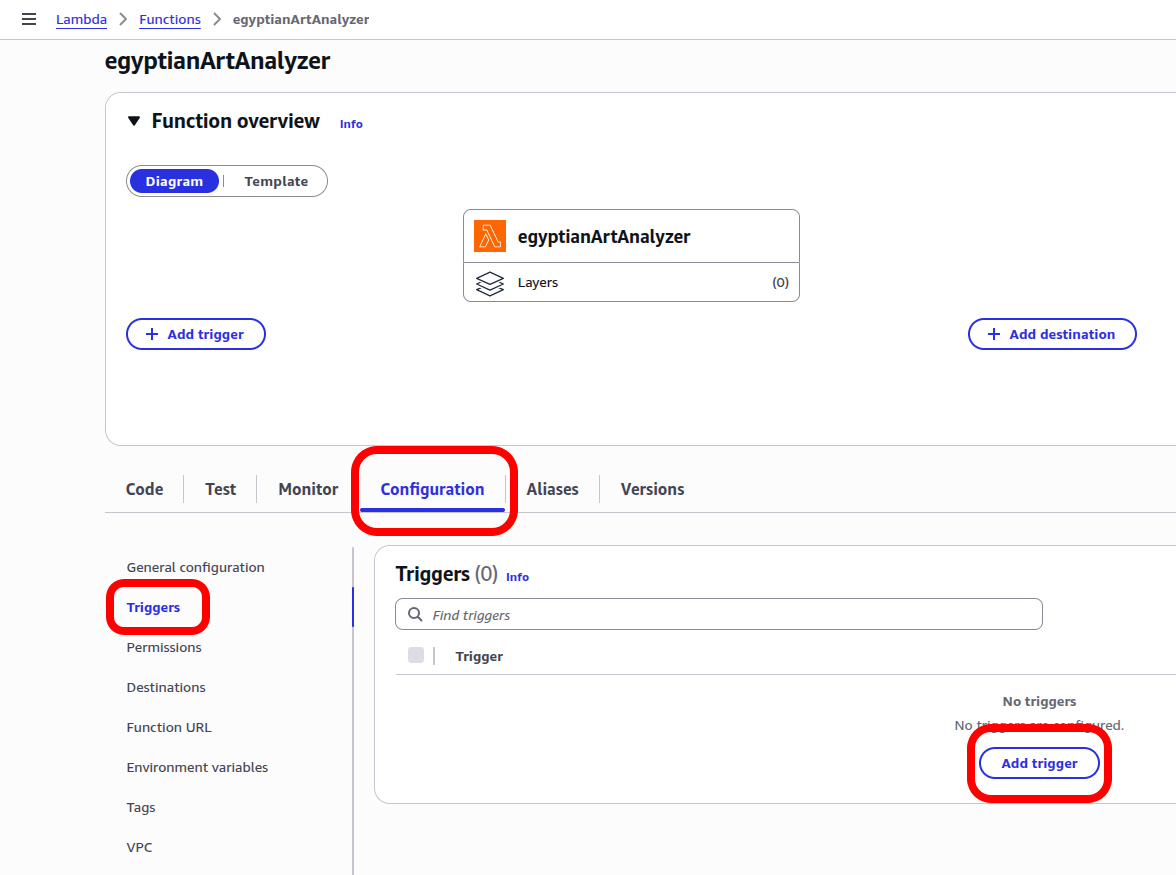 Lambda Functions egyptianArtAnalyzer
egyptianArtAnalyzer
Function overview Info
Diagram Template
egyptianArtAnalyzer
Layers (0)
Add trigger
Add destination
Code Test Monitor Configuration Aliases Versions
General configuration
Triggers
Permissions
Destinations
Function URL
Environment variables
Tags
VPC
Triggers (0) Info
Find triggers
Trigger
No triggers
No triggers are configured.
Add trigger